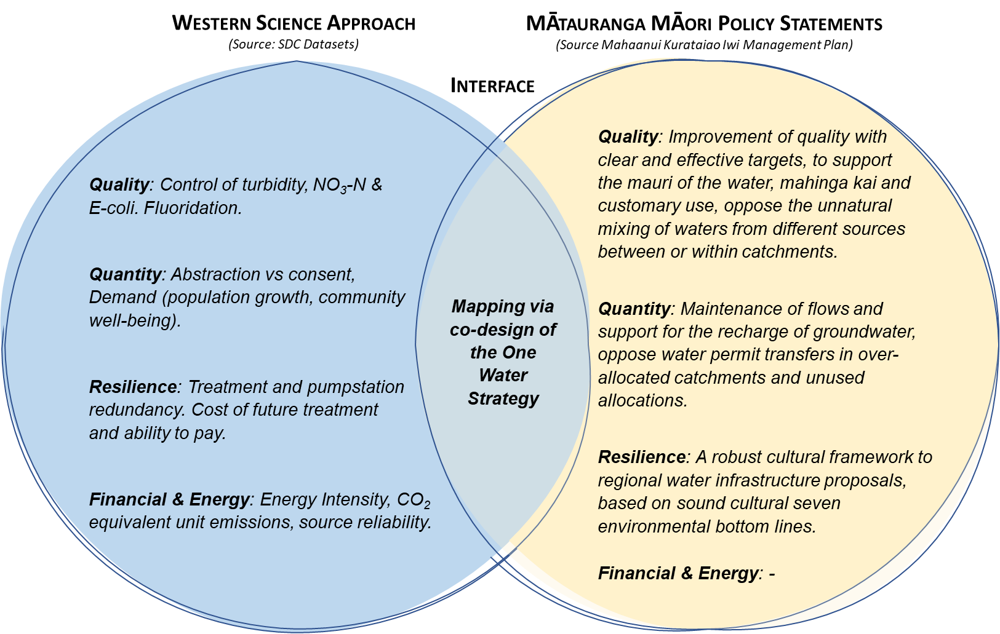 WESTERN SCIENCE APPROACH
(Source: SDC Datasets)
MĀTAURANGA MĀORI POLICY STATEMENTS
(Source Mahaanui Kurataiao Iwi Management Plan)
INTERFACE
Quality: Control of turbidity, NO3-N &
E-coli. Fluoridation.
Quantity: Abstraction vs consent,
Demand (population growth, community
well-being).
Resilience: Treatment and pumpstation
redundancy. Cost of future treatment
and ability to pay.
Financial & Energy: Energy Intensity, CO2
equivalent unit emissions, source reliability.
Mapping via
co-design of
the One
Water
Strategy
Quality: Improvement of quality with
clear and effective targets, to support
the mauri of the water, mahinga kai and
customary use, oppose the unnatural
mixing of waters from different sources
between or within catchments.
Quantity: Maintenance of flows and
support for the recharge of groundwater,
oppose water permit transfers in over-
allocated catchments and unused
allocations.
Resilience: A robust cultural framework to
regional water infrastructure proposals,
based on sound cultural seven
environmental bottom lines.
Financial & Energy: -